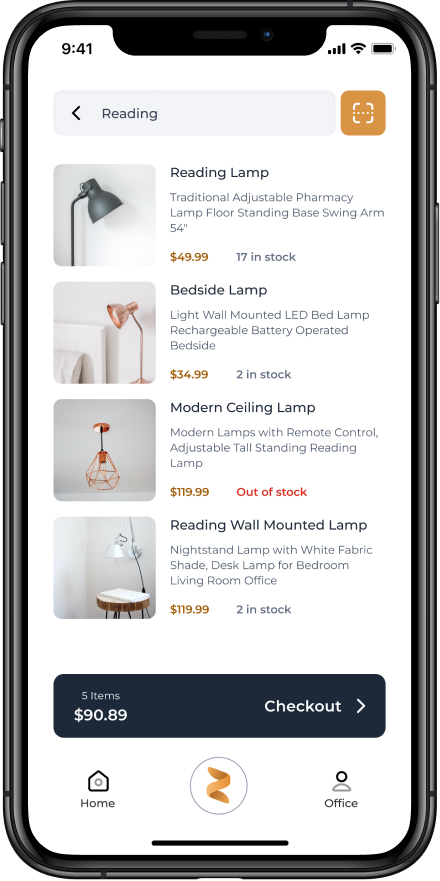 9:41
Reading
Reading Lamp
Traditional Adjustable Pharmacy
Lamp Floor Standing Base Swing Arm
54"
$49.99 17 in stock
Bedside Lamp
Light Wall Mounted LED Bed Lamp
Rechargeable Battery Operated
Bedside
$34.99 2 in stock
Modern Ceiling Lamp
Modern Lamps with Remote Control,
Adjustable Tall Standing Reading
Lamp
$119.99 Out of stock
Reading Wall Mounted Lamp
Nightstand Lamp with White Fabric
Shade, Desk Lamp for Bedroom
Living Room Office
$119.99 2 in stock
5 Items
$90.89
Checkout
Home
Office